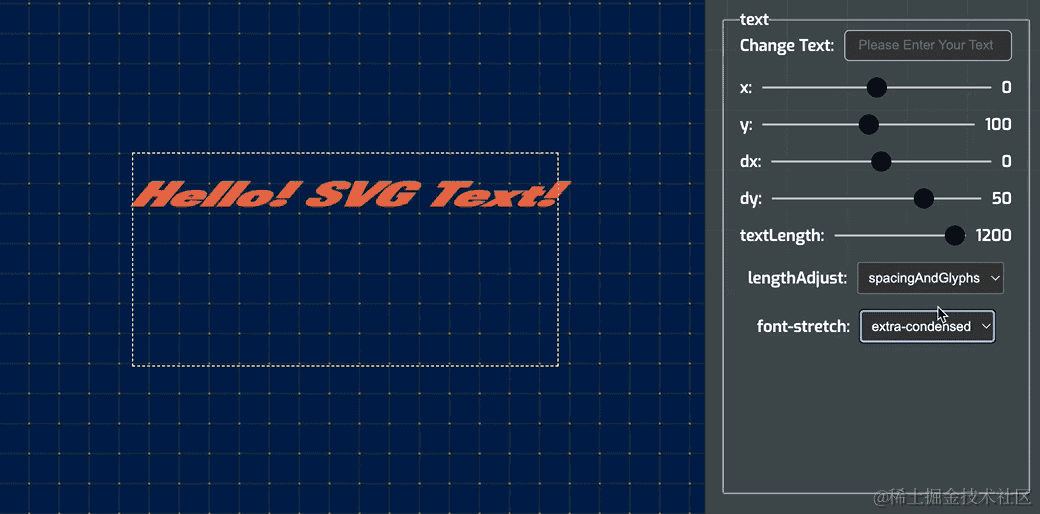 Hello! SVG Text!
text
Change Text: Please Enter Your Text
x: 0
y: 100
dx: 0
dy: 50
textLength: 1200
lengthAdjust: spacingAndGlyphs
font-stretch: extra-condensed
@稀土掘金技术社区